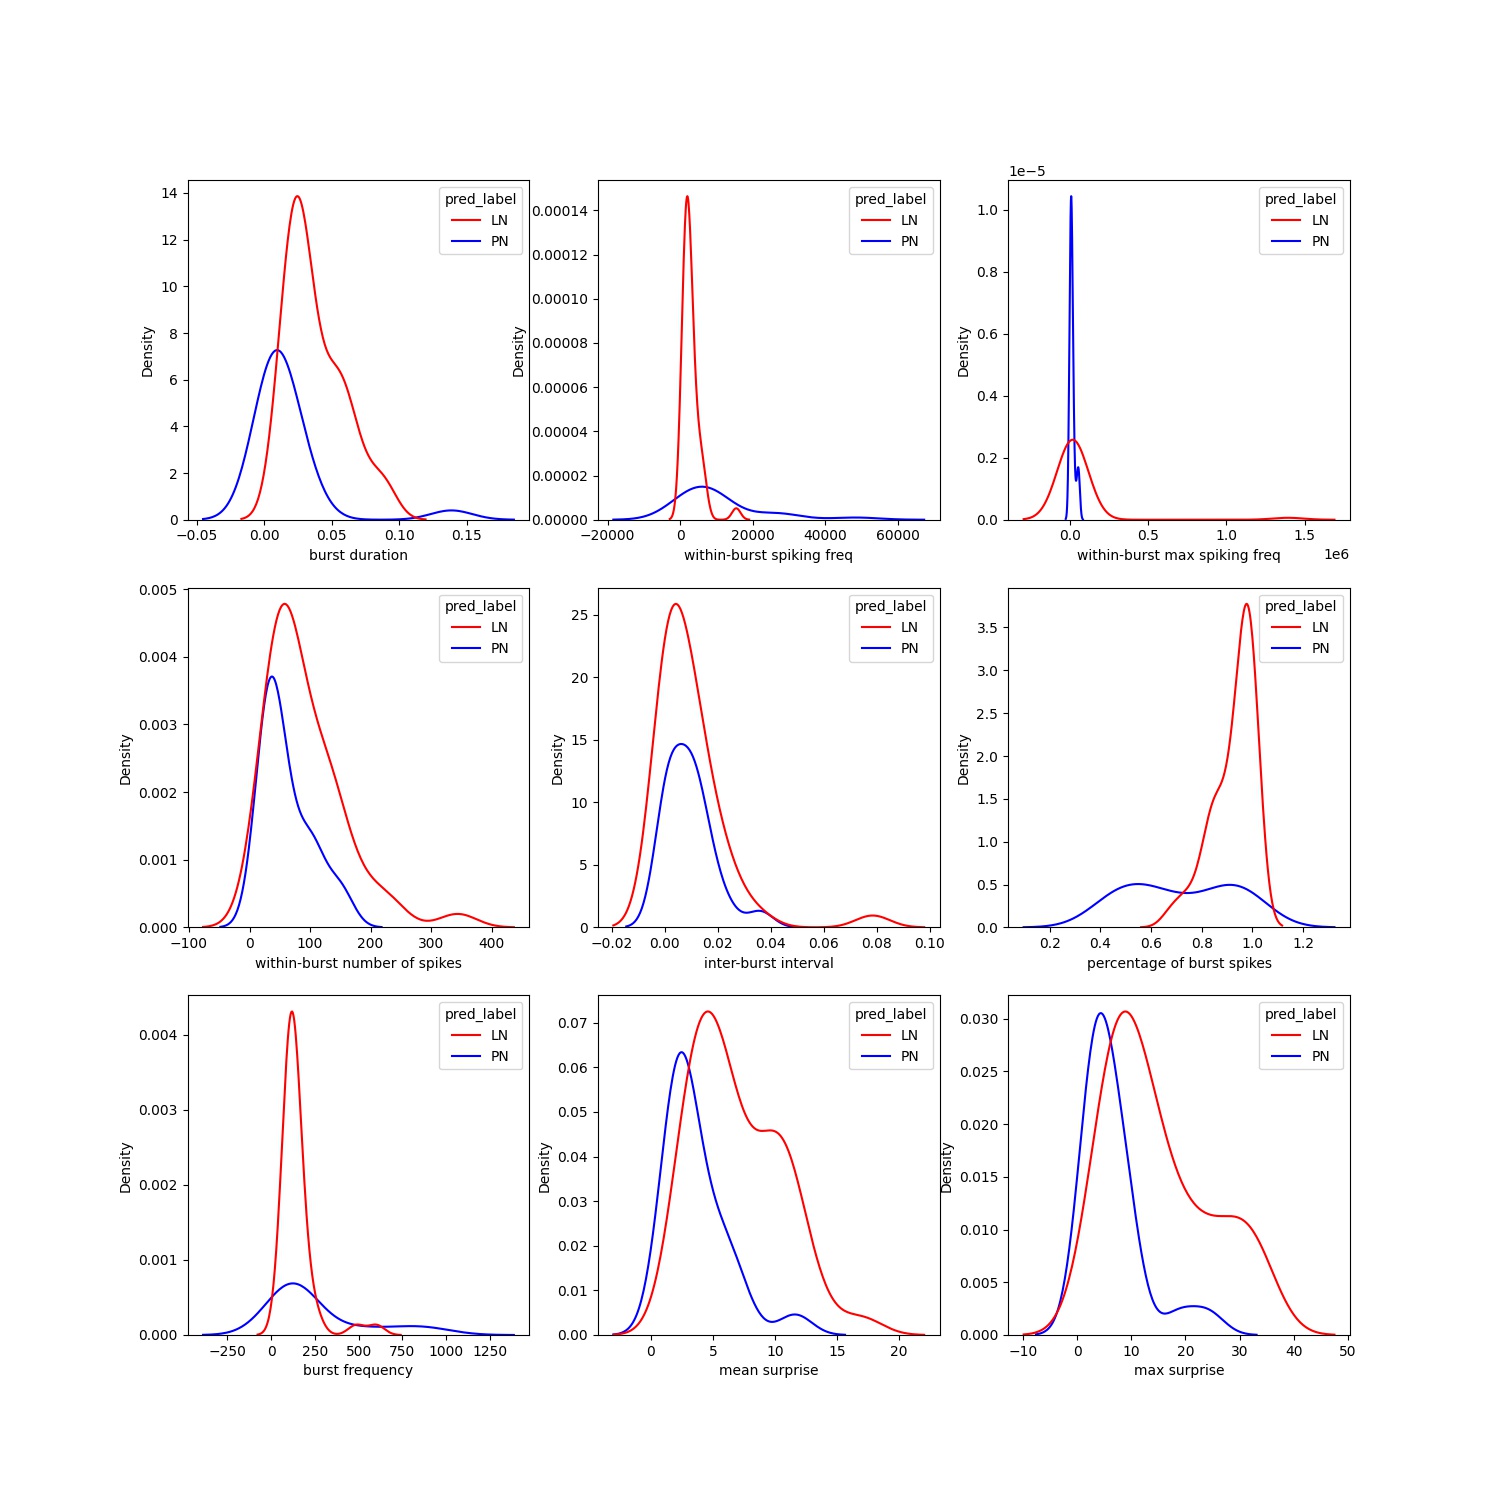 pred_label
LN
PN
Density
14
12
10
8
6
4
2
0
−0.05 0.00 0.05 0.10 0.15
burst duration
pred_label
LN
PN
Density
0.00014
0.00012
0.00010
0.00008
0.00006
0.00004
0.00002
0.00000
−20000 0 20000 40000 60000
within-burst spiking freq
1e−5
pred_label
LN
PN
Density
1.0
0.8
0.6
0.4
0.2
0.0
0.0 0.5 1.0 1.5
within-burst max spiking freq 1e6
pred_label
LN
PN
Density
0.005
0.004
0.003
0.002
0.001
0.000
−100 0 100 200 300 400
within-burst number of spikes
pred_label
LN
PN
Density
25
20
15
10
5
0
−0.02 0.00 0.02 0.04 0.06 0.08 0.10
inter-burst interval
pred_label
LN
PN
Density
3.5
3.0
2.5
2.0
1.5
1.0
0.5
0.0
0.2 0.4 0.6 0.8 1.0 1.2
percentage of burst spikes
pred_label
LN
PN
Density
0.004
0.003
0.002
0.001
0.000
−250 0 250 500 750 1000 1250
burst frequency
pred_label
LN
PN
Density
0.07
0.06
0.05
0.04
0.03
0.02
0.01
0.00
0 5 10 15 20
mean surprise
pred_label
LN
PN
Density
0.030
0.025
0.020
0.015
0.010
0.005
0.000
−10 0 10 20 30 40 50
max surprise